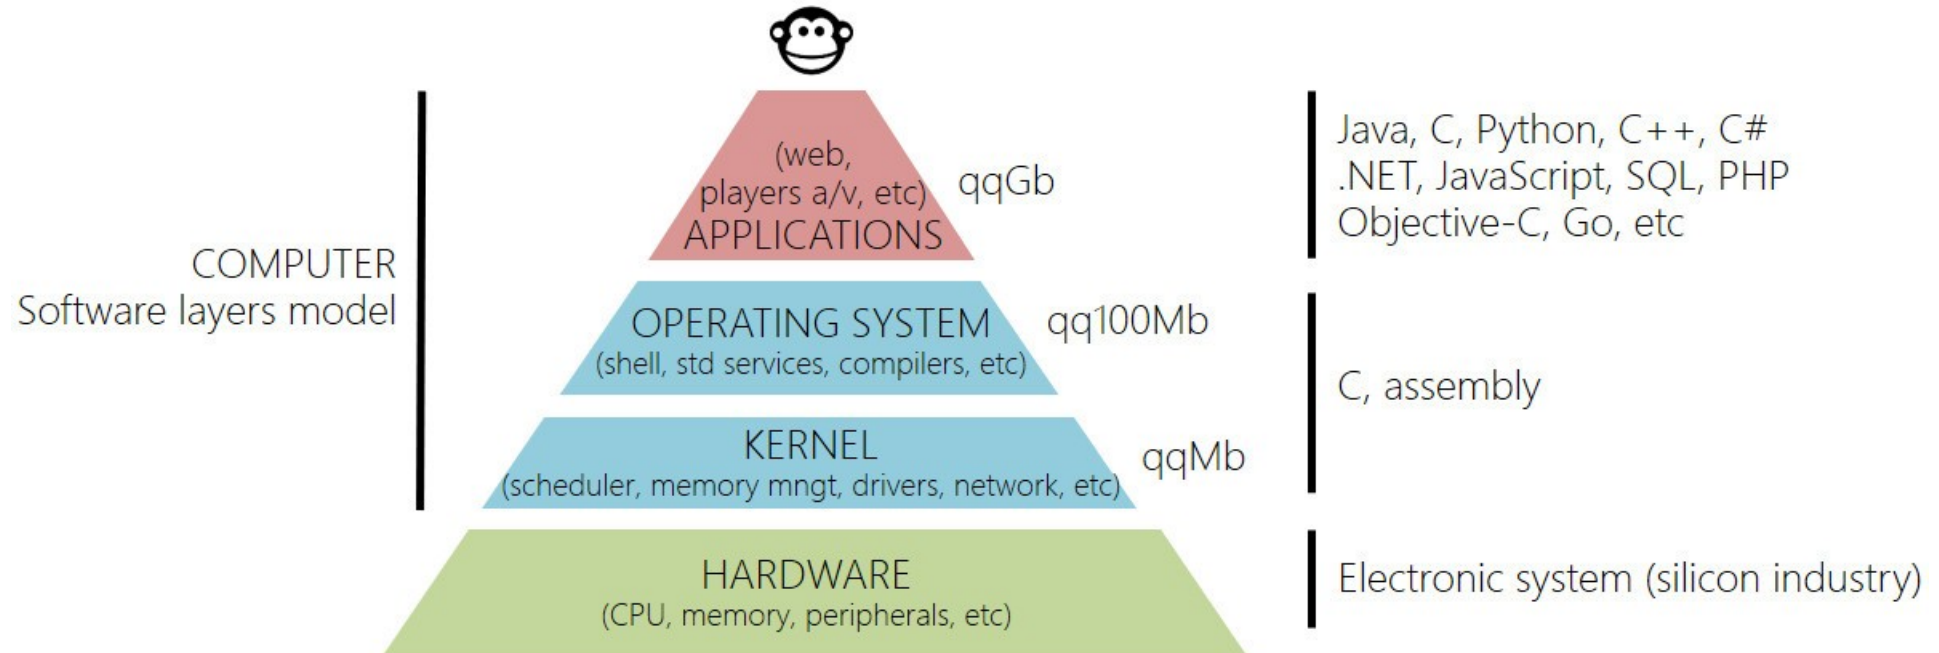 COMPUTER
Software layers model
(web,
players a/v, etc)
APPLICATIONS
qqGb
OPERATING SYSTEM
(shell, std services, compilers, etc)
qq100Mb
KERNEL
(scheduler, memory mngt, drivers, network, etc)
qqMb
HARDWARE
(CPU, memory, peripherals, etc)
Java, C, Python, C++, C#
.NET, JavaScript, SQL, PHP
Objective-C, Go, etc
C, assembly
Electronic system (silicon industry)